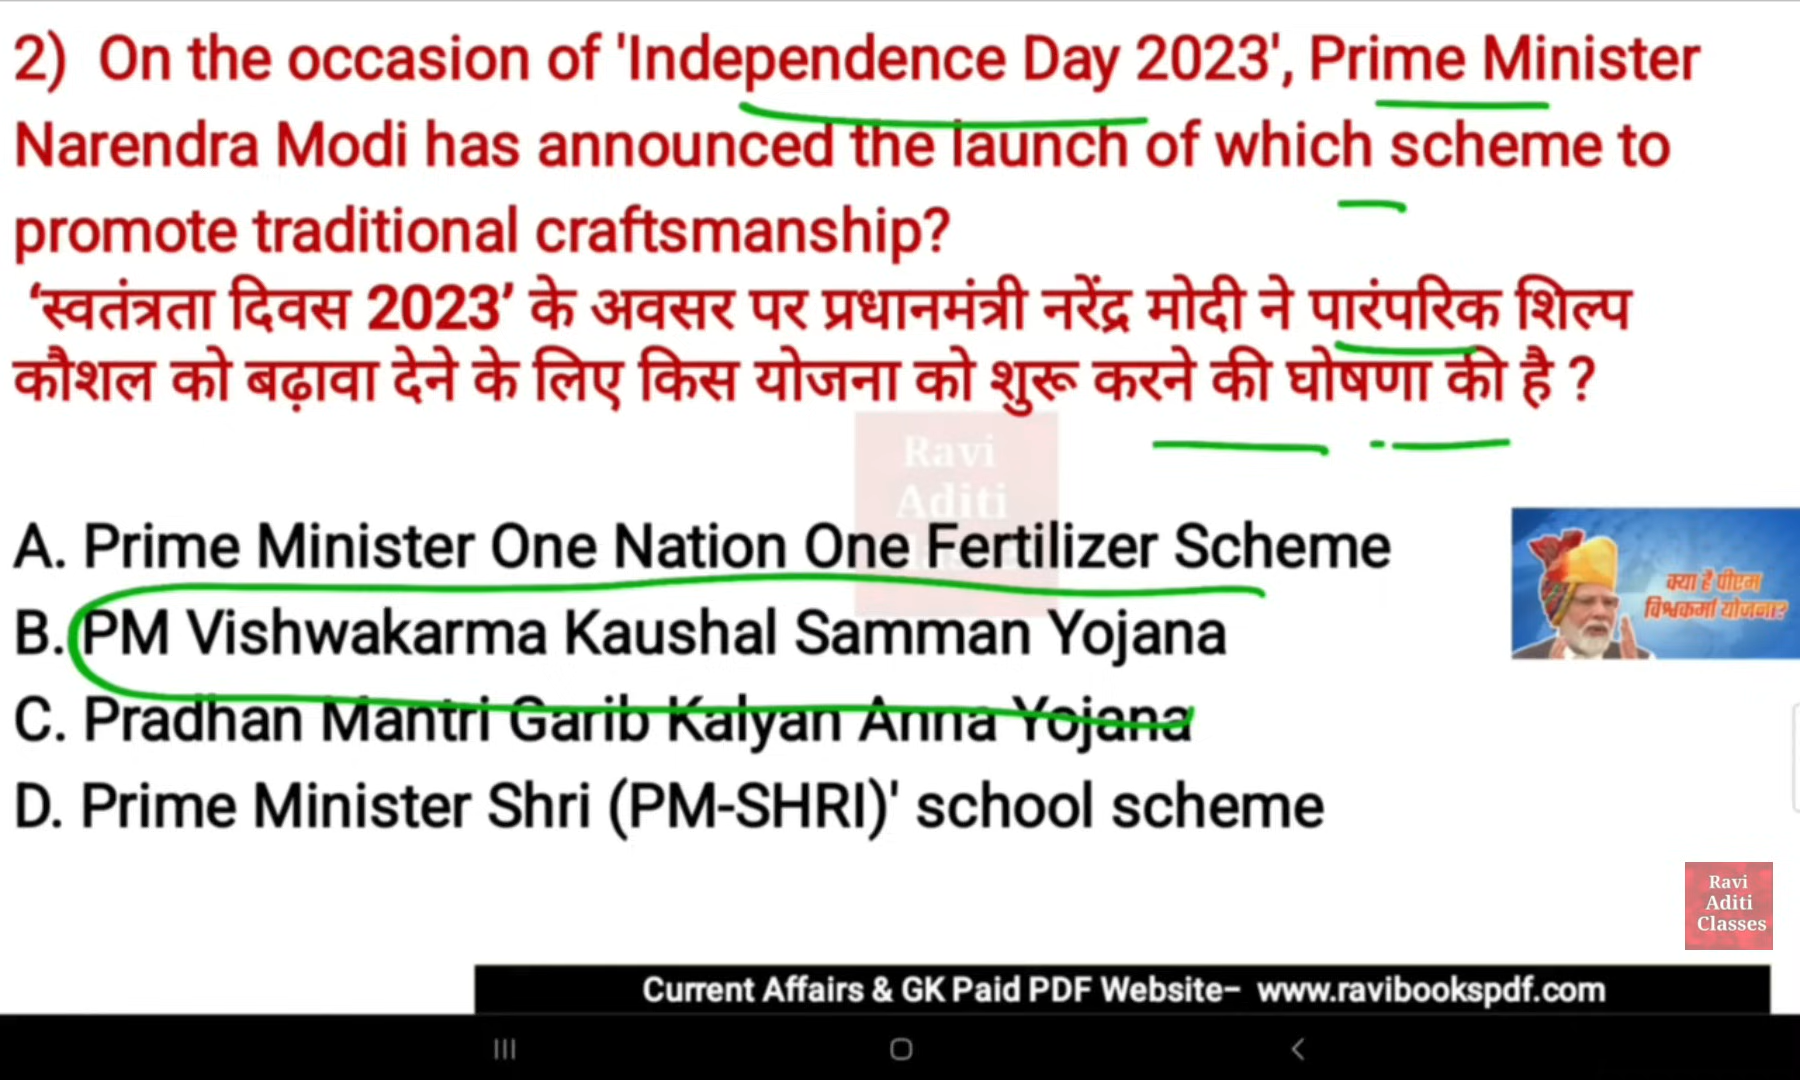 2) On the occasion of 'Independence Day 2023', Prime Minister
Narendra Modi has announced the launch of which scheme to
promote traditional craftsmanship?
‘स्वतंत्रता दिवस 2023’ के अवसर पर प्रधानमंत्री नरेंद्र मोदी ने पारंपरिक शिल्प
कौशल को बढ़ावा देने के लिए किस योजना को शुरू करने की घोषणा की है ?
Ravi
Aditi
A. Prime Minister One Nation One Fertilizer Scheme
B. PM Vishwakarma Kaushal Samman Yojana
C. Pradhan Mantri Garib Kalyan Anna Yojana
D. Prime Minister Shri (PM-SHRI)' school scheme
क्या है पीएम
विश्वकर्मा योजना?
Ravi
Aditi
Classes
Current Affairs & GK Paid PDF Website– www.ravibookspdf.com